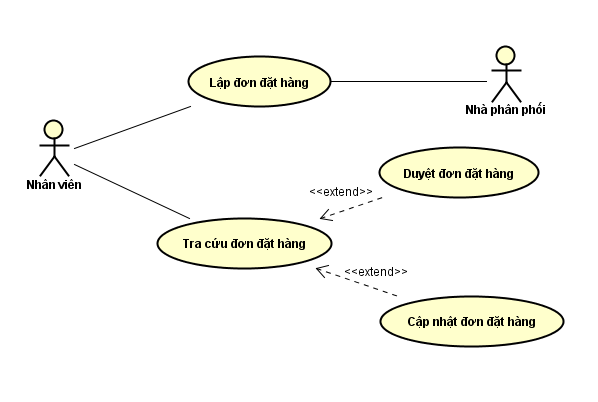 Lập đơn đặt hàng
Nhà phân phối
Nhân viên
Duyệt đơn đặt hàng
<<extend>>
Tra cứu đơn đặt hàng
<<extend>>
Cập nhật đơn đặt hàng